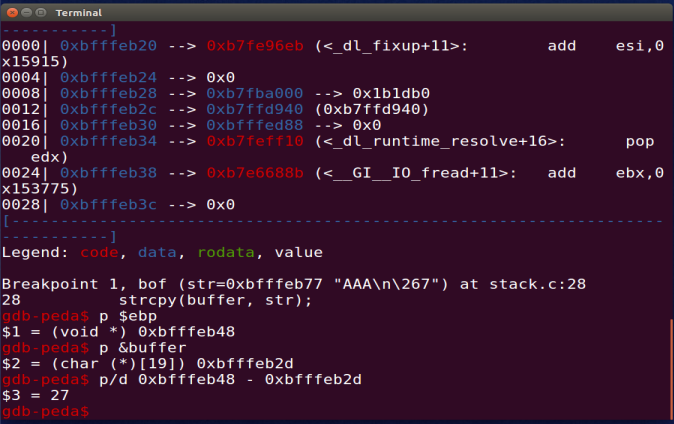 Terminal
-----------]
0000| 0xbfffeb20 --> 0xb7fe96eb (<_dl_fixup+11>:        add    esi,0
x15915)
0004| 0xbfffeb24 --> 0x0
0008| 0xbfffeb28 --> 0xb7fba000 --> 0x1b1db0
0012| 0xbfffeb2c --> 0xb7ffd940 (0xb7ffd940)
0016| 0xbfffeb30 --> 0xbfffed88 --> 0x0
0020| 0xbfffeb34 --> 0xb7feff10 (<_dl_runtime_resolve+16>:      pop
   edx)
0024| 0xbfffeb38 --> 0xb7e6688b (<__GI__IO_fread+11>:   add    ebx,0
x153775)
0028| 0xbfffeb3c --> 0x0
[------------------------------------------------------------------
-----------]
Legend: code, data, rodata, value
Breakpoint 1, bof (str=0xbfffeb77 "AAA\n\267") at stack.c:28
28          strcpy(buffer, str);
gdb-peda$ p $ebp
$1 = (void *) 0xbfffeb48
gdb-peda$ p &buffer
$2 = (char (*)[19]) 0xbfffeb2d
gdb-peda$ p/d 0xbfffeb48 - 0xbfffeb2d
$3 = 27
gdb-peda$